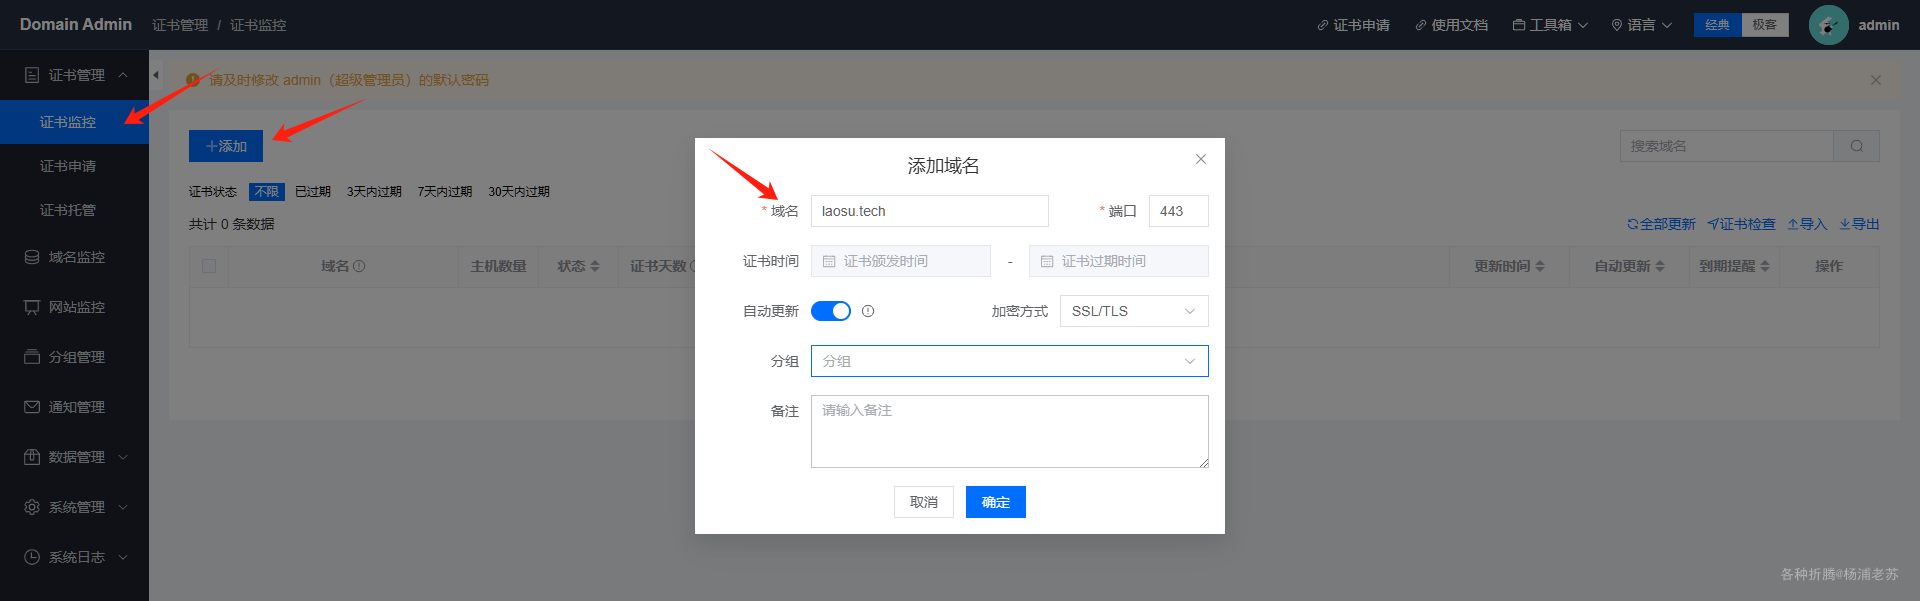 Domain Admin 证书管理 / 证书监控 证书申请 使用文档 工具箱 语言 经典 极客 admin
证书管理
请及时修改 admin（超级管理员）的默认密码
证书监控
证书申请
证书托管
域名监控
网站监控
分组管理
通知管理
数据管理
系统管理
系统日志
添加
搜索域名
证书状态 不限 已过期 3天内过期 7天内过期 30天内过期
共计 0 条数据
全部更新 证书检查 导入 导出
域名 主机数量 状态 证书天数 更新时间 自动更新 到期提醒 操作
添加域名
* 域名 laosu.tech * 端口 443
证书时间 证书颁发时间 - 证书过期时间
自动更新 加密方式 SSL/TLS
分组 分组
备注 请输入备注
取消 确定
各种折腾@杨浦老苏